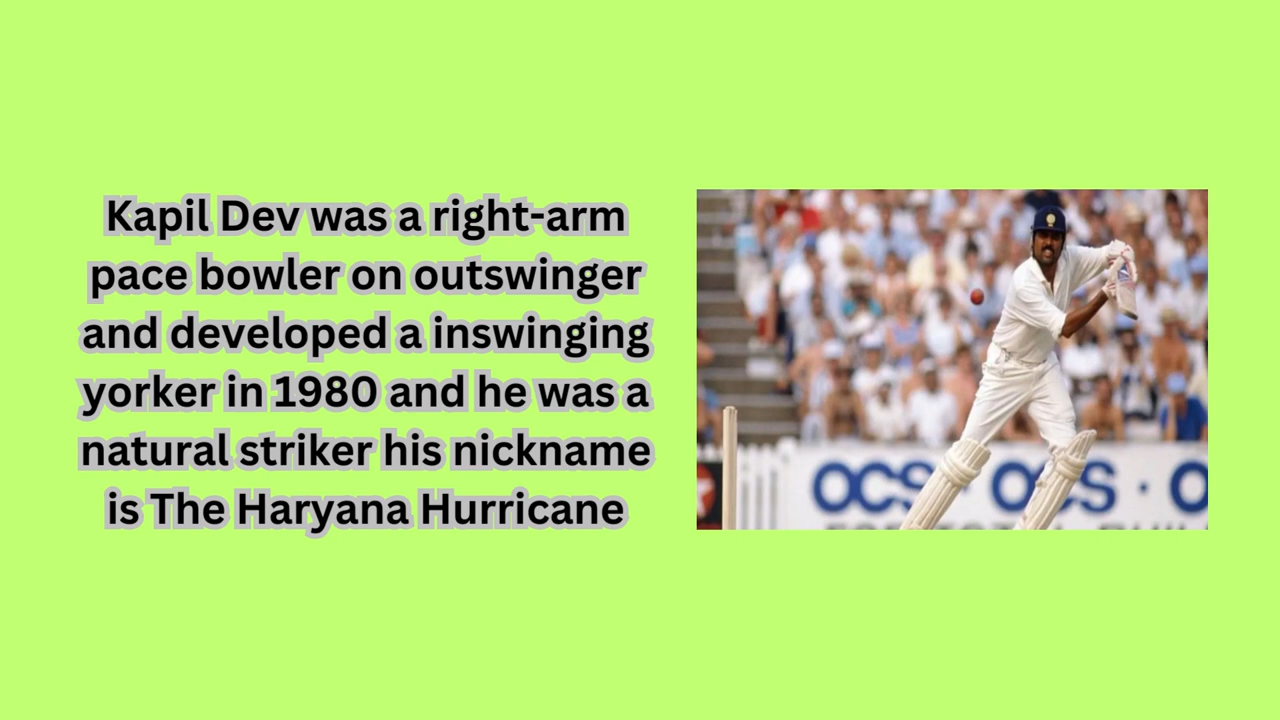 Kapil Dev was a right-arm
pace bowler on outswinger
and developed a inswinging
yorker in 1980 and he was a
natural striker his nickname
is The Haryana Hurricane
OCS · OCS · O